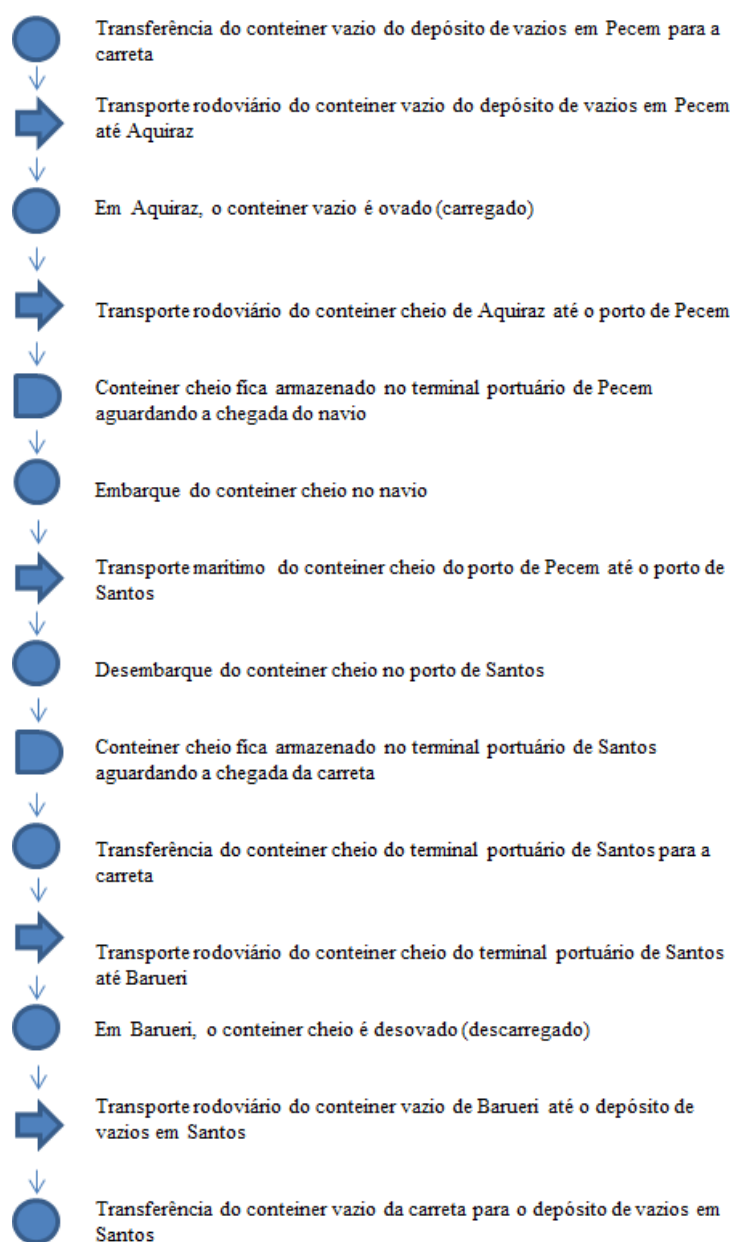 Transferência do conteiner vazio do depósito de vazios em Pecem para a
carreta
Transporte rodoviário do conteiner vazio do depósito de vazios em Pecem
até Aquiraz
Em Aquiraz, o conteiner vazio é ovado (carregado)
Transporte rodoviário do conteiner cheio de Aquiraz até o porto de Pecem
Conteiner cheio fica armazenado no terminal portuário de Pecem
aguardando a chegada do navio
Embarque do conteiner cheio no navio
Transporte marítimo do conteiner cheio do porto de Pecem até o porto de
Santos
Desembarque do conteiner cheio no porto de Santos
Conteiner cheio fica armazenado no terminal portuário de Santos
aguardando a chegada da carreta
Transferência do conteiner cheio do terminal portuário de Santos para a
carreta
Transporte rodoviário do conteiner cheio do terminal portuário de Santos
até Barueri
Em Barueri, o conteiner cheio é desovado (descarregado)
Transporte rodoviário do conteiner vazio de Barueri até o depósito de
vazios em Santos
Transferência do conteiner vazio da carreta para o depósito de vazios em
Santos